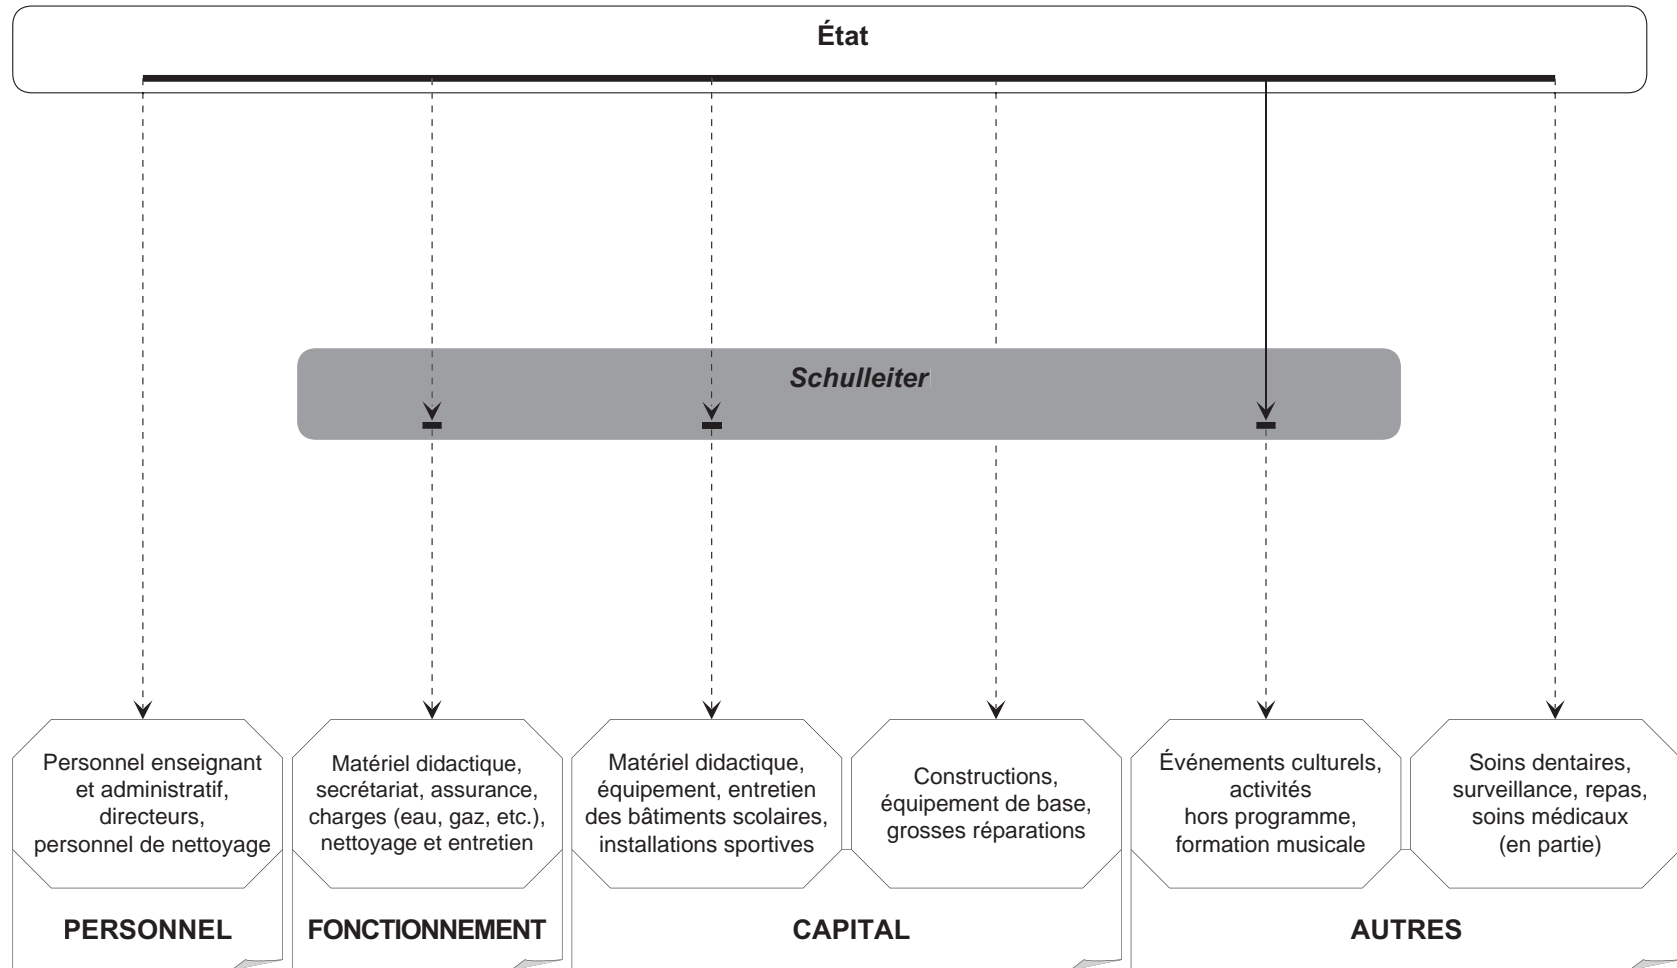 État
Schulleiter
Personnel enseignant
et administratif,
directeurs,
personnel de nettoyage
Matériel didactique,
secrétariat, assurance,
charges (eau, gaz, etc.),
nettoyage et entretien
Matériel didactique,
équipement, entretien
des bâtiments scolaires,
installations sportives
Constructions,
équipement de base,
grosses réparations
Événements culturels,
activités
hors programme,
formation musicale
Soins dentaires,
surveillance, repas,
soins médicaux
(en partie)
PERSONNEL
FONCTIONNEMENT
CAPITAL
AUTRES